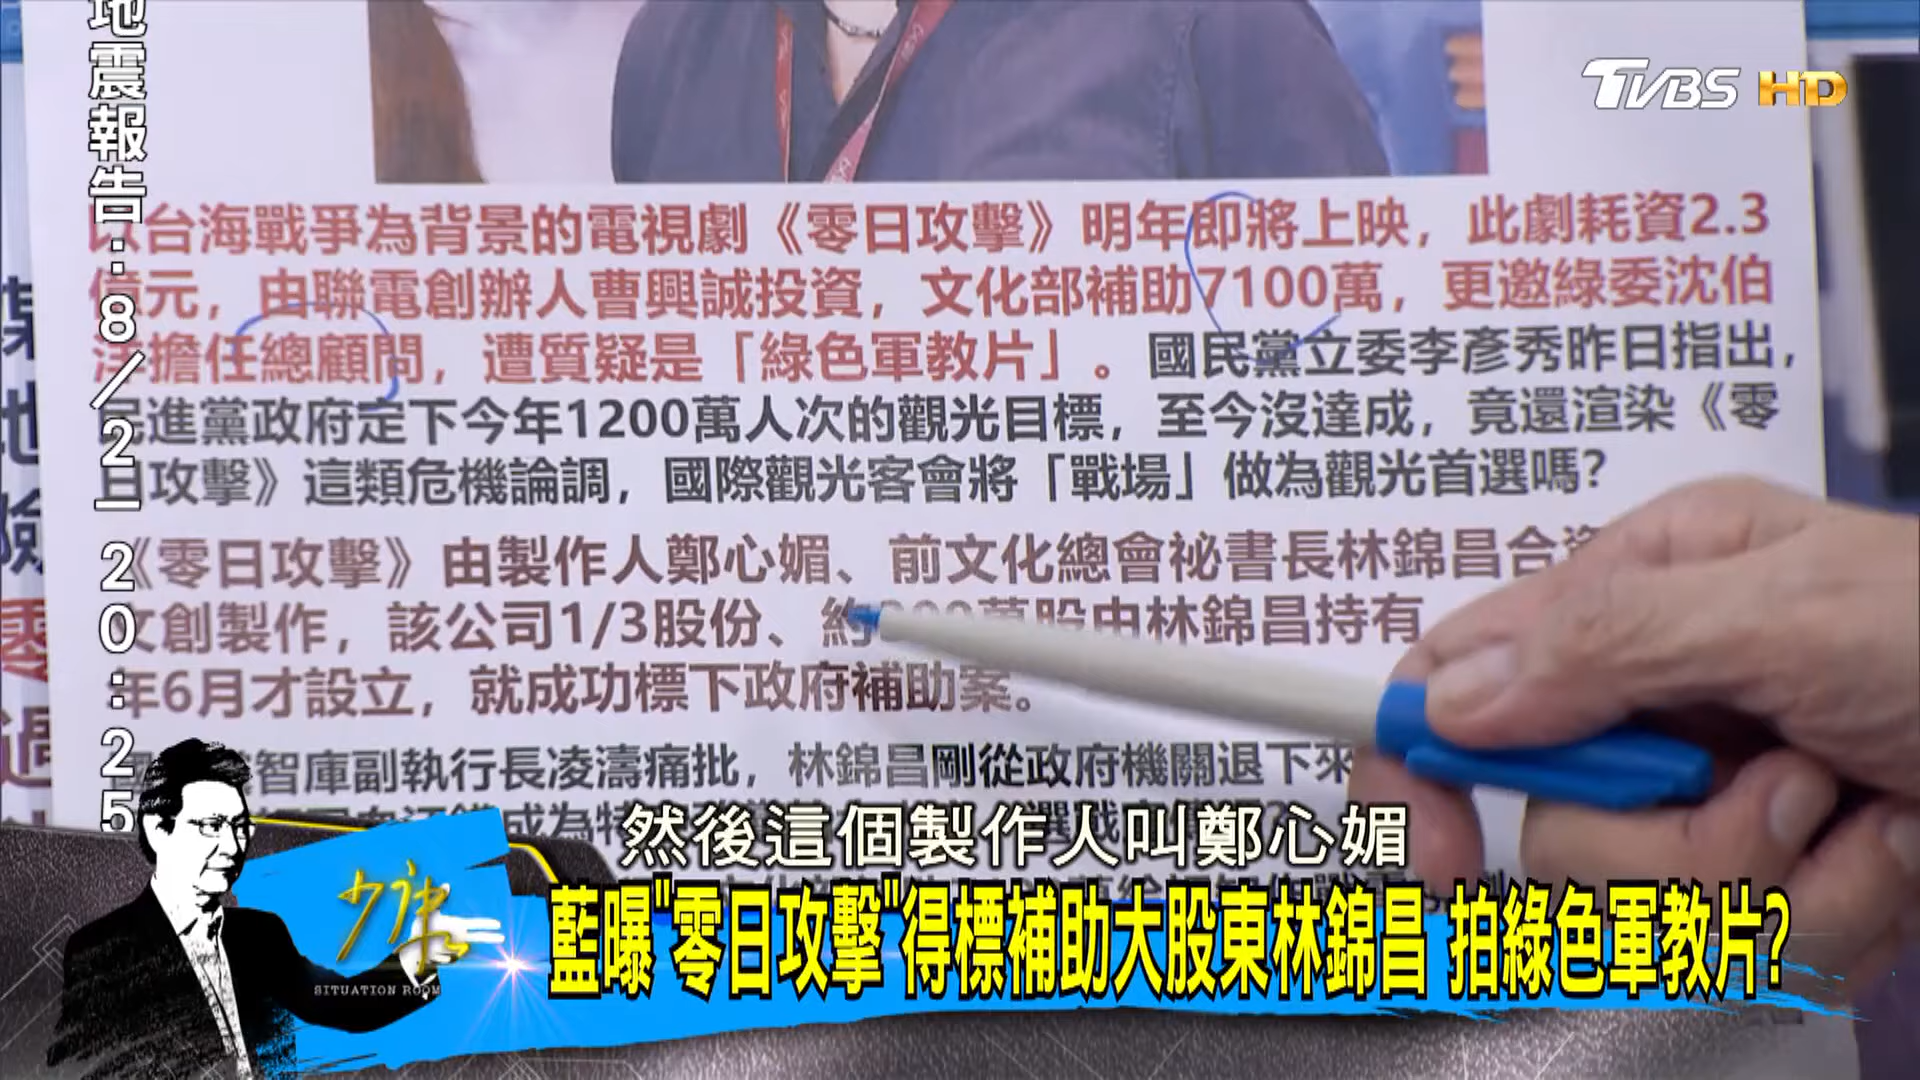 地震報告:8/21 20:25
TVBS HD
以台海戰爭為背景的電視劇《零日攻擊》明年即將上映，此劇耗資2.3
億元，由聯電創辦人曹興誠投資，文化部補助7100萬，更邀綠委沈伯
洋擔任總顧問，遭質疑是「綠色軍教片」。國民黨立委李彥秀昨日指出，
民進黨政府定下今年1200萬人次的觀光目標，至今沒達成，竟還渲染《零
日攻擊》這類危機論調，國際觀光客會將「戰場」做為觀光首選嗎?
《零日攻擊》由製作人鄭心媚、前文化總會祕書長林錦昌合資
文創製作，該公司1/3股份、約 股由林錦昌持有
年6月才設立，就成功標下政府補助案。
智庫副執行長凌濤痛批，林錦昌剛從政府機關退下來
成為特
然後這個製作人叫鄭心媚
少康
SITUATION ROOM
藍曝"零日攻擊"得標補助大股東林錦昌 拍綠色軍教片?